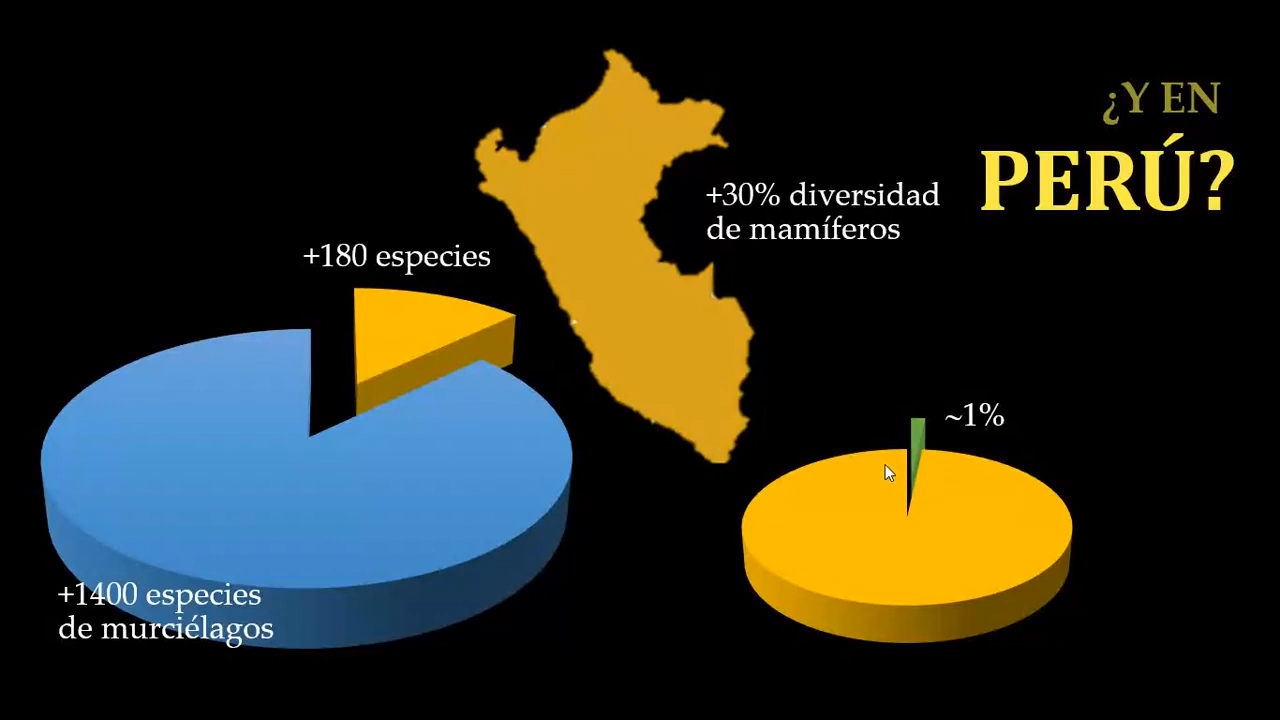 ¿Y EN
PERÚ?
+30% diversidad
de mamíferos
+180 especies
~1%
+1400 especies
de murciélagos